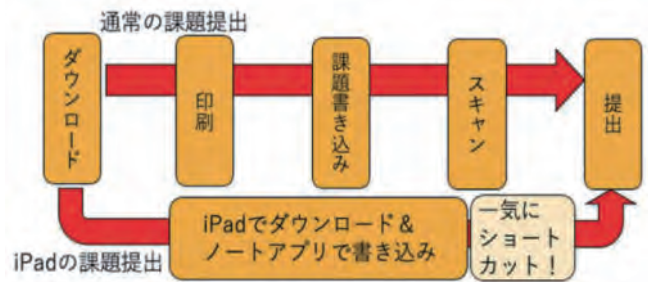 通常の課題提出
ダウンロード
印刷
課題書き込み
スキャン
提出
iPadでダウンロード＆
ノートアプリで書き込み
一気に
ショート
カット！
iPadの課題提出